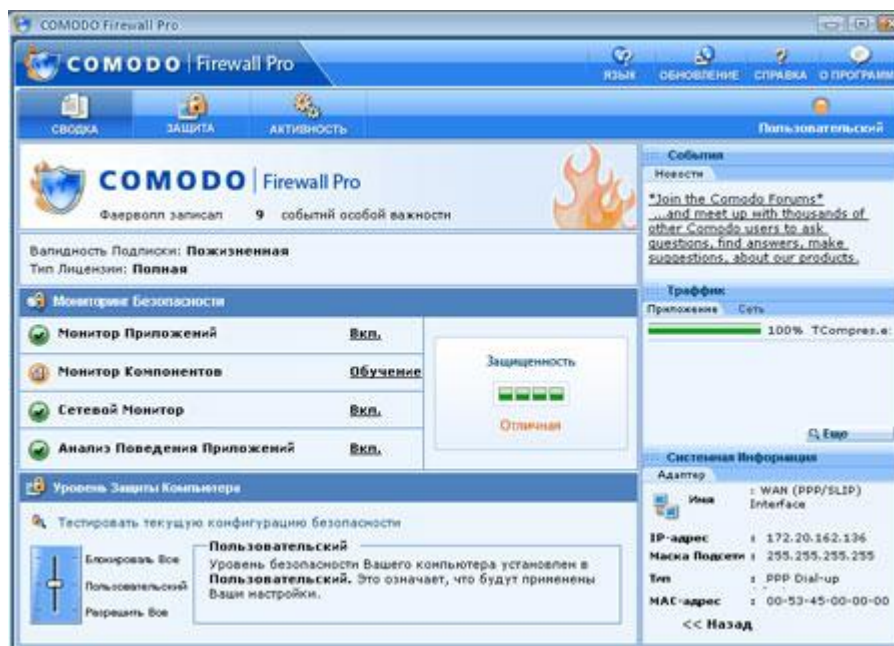 COMODO Firewall Pro
COMODO | Firewall Pro
ЯЗЫК ОБНОВЛЕНИЕ СПРАВКА О ПРОГРАММ
СВОДКА ЗАЩИТА АКТИВНОСТЬ
Пользовательский
COMODO | Firewall Pro
Фаерволл записал 9 событий особой важности
Валидность Подписки: Пожизненная
Тип Лицензии: Полная
Мониторинг Безопасности
Монитор Приложений Вкл.
Монитор Компонентов Обучение
Сетевой Монитор Вкл.
Анализ Поведения Приложений Вкл.
Защищенность
Отличная
Уровень Защиты Компьютера
Тестировать текущую конфигурацию безопасности
Блокировать Все
Пользовательский
Разрешить Все
Пользовательский
Уровень безопасности Вашего компьютера установлен в
Пользовательский. Это означает, что будут применены
Ваши настройки.
События
Новости
*Join the Comodo Forums*
...and meet up with thousands of
other Comodo users to ask
questions, find answers, make
suggestions, about our products.
Траффик
Приложение Сеть
100% TCompres.e
Еще
Системная Информация
Адаптер
Имя : WAN (PPP/SLIP)
Interface
IP-адрес : 172.20.162.136
Маска Подсети : 255.255.255.255
Тип : PPP Dial-up
MAC-адрес : 00-53-45-00-00-00
<< Назад